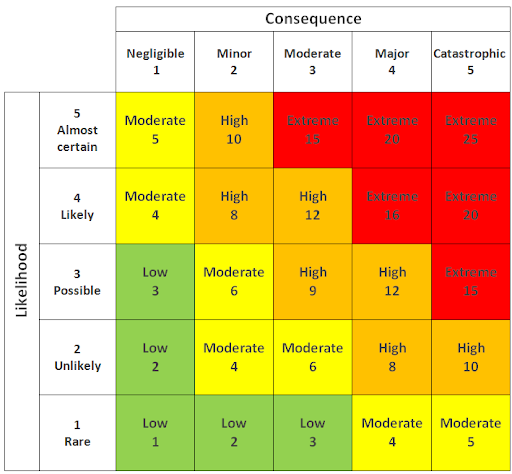 Consequence
Negligible
1
Minor
2
Moderate
3
Major
4
Catastrophic
5
Likelihood
5
Almost
certain
Moderate
5
High
10
Extreme
15
Extreme
20
Extreme
25
4
Likely
Moderate
4
High
8
High
12
Extreme
16
Extreme
20
3
Possible
Low
3
Moderate
6
High
9
High
12
Extreme
15
2
Unlikely
Low
2
Moderate
4
Moderate
6
High
8
High
10
1
Rare
Low
1
Low
2
Low
3
Moderate
4
Moderate
5